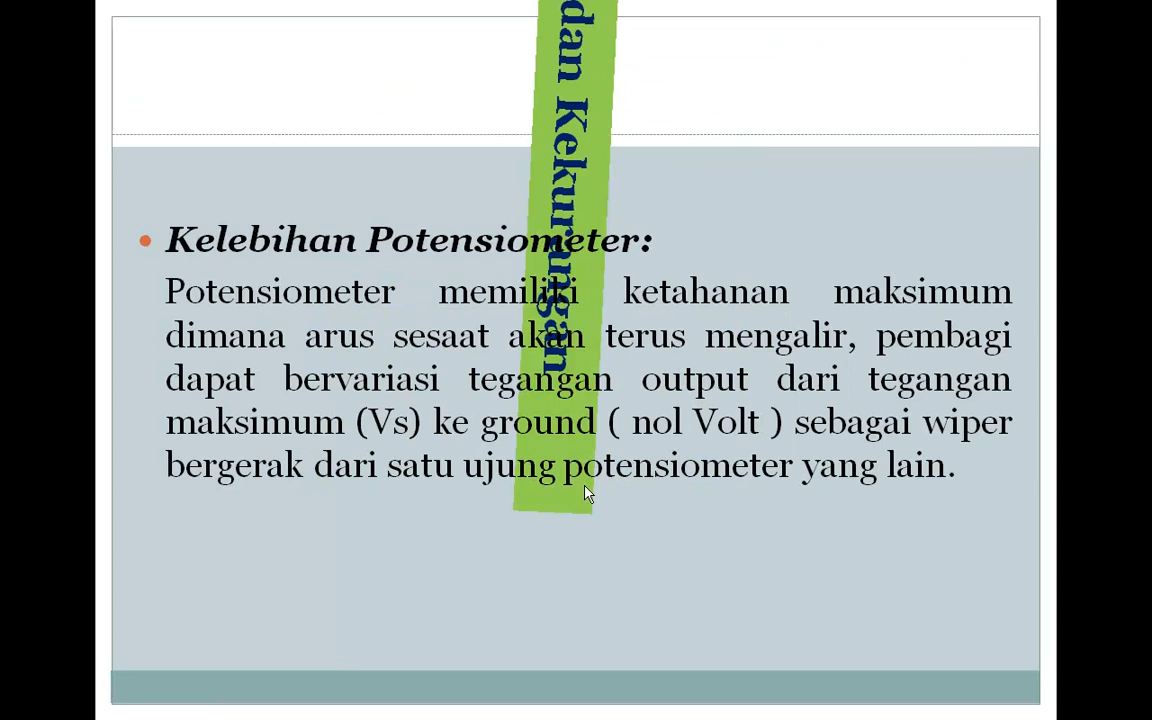 dan Kekurangan
Kelebihan Potensiometer:
Potensiometer memiliki ketahanan maksimum
dimana arus sesaat akan terus mengalir, pembagi
dapat bervariasi tegangan output dari tegangan
maksimum (Vs) ke ground ( nol Volt ) sebagai wiper
bergerak dari satu ujung potensiometer yang lain.